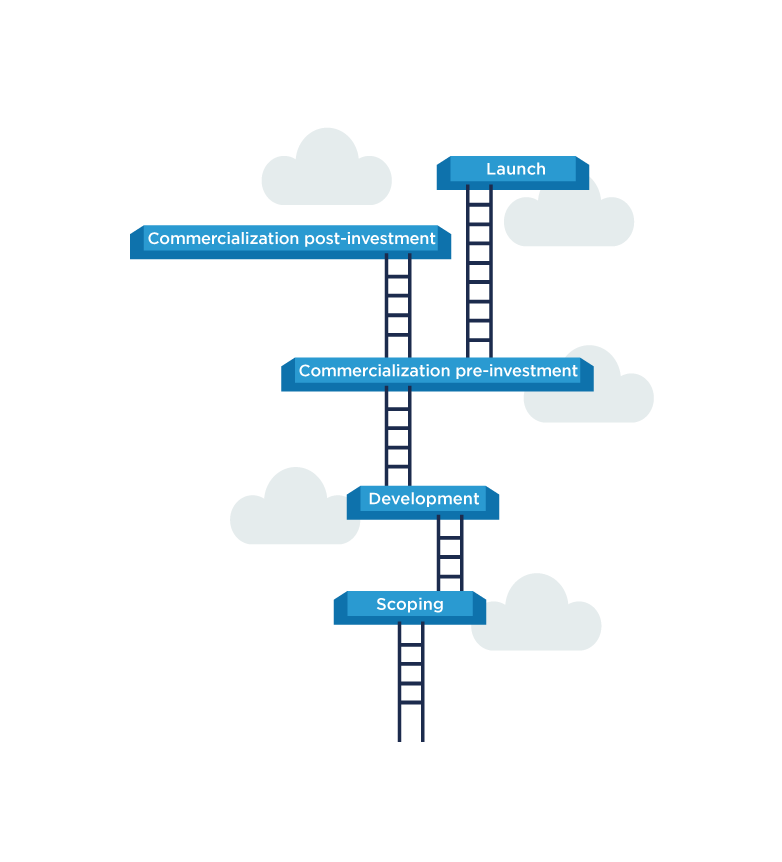 Launch
Commercialization post-investment
Commercialization pre-investment
Development
Scoping